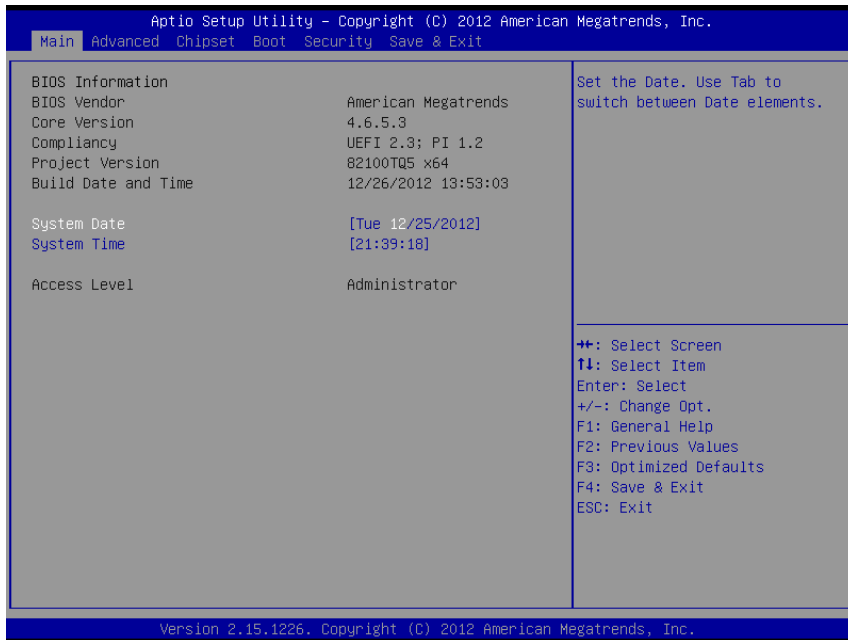 Aptio Setup Utility – Copyright (C) 2012 American Megatrends, Inc.
Main Advanced Chipset Boot Security Save & Exit
BIOS Information
BIOS Vendor American Megatrends
Core Version 4.6.5.3
Compliancy UEFI 2.3; PI 1.2
Project Version 82100TQ5 x64
Build Date and Time 12/26/2012 13:53:03
System Date [Tue 12/25/2012]
System Time [21:39:18]
Access Level Administrator
Set the Date. Use Tab to
switch between Date elements.
→←: Select Screen
↑↓: Select Item
Enter: Select
+/-: Change Opt.
F1: General Help
F2: Previous Values
F3: Optimized Defaults
F4: Save & Exit
ESC: Exit
Version 2.15.1226. Copyright (C) 2012 American Megatrends, Inc.